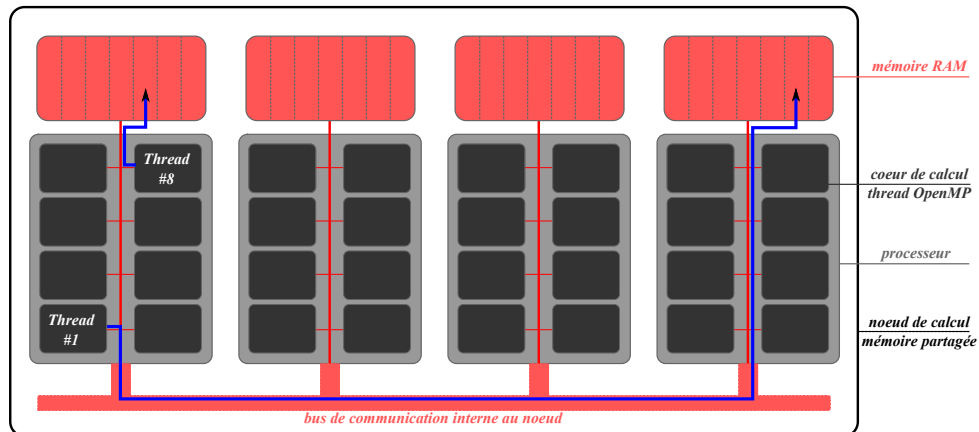 mémoire RAM
Thread
#8
coeur de calcul
thread OpenMP
processeur
Thread
#1
noeud de calcul
mémoire partagée
bus de communication interne au noeud